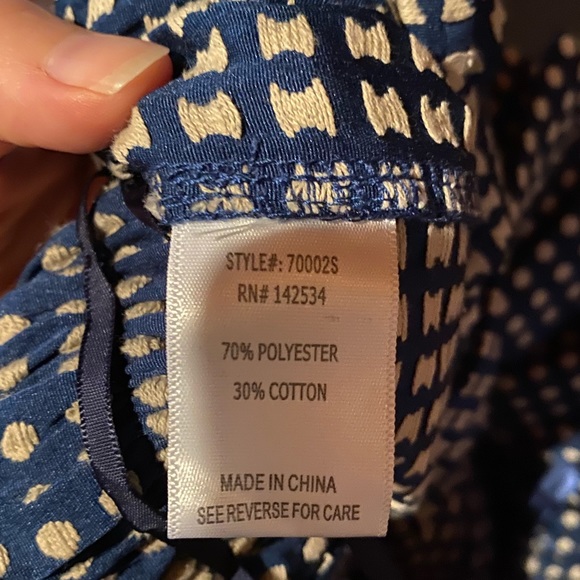 STYLE#: 70002S
RN# 142534
70% POLYESTER
30% COTTON
MADE IN CHINA
SEE REVERSE FOR CARE